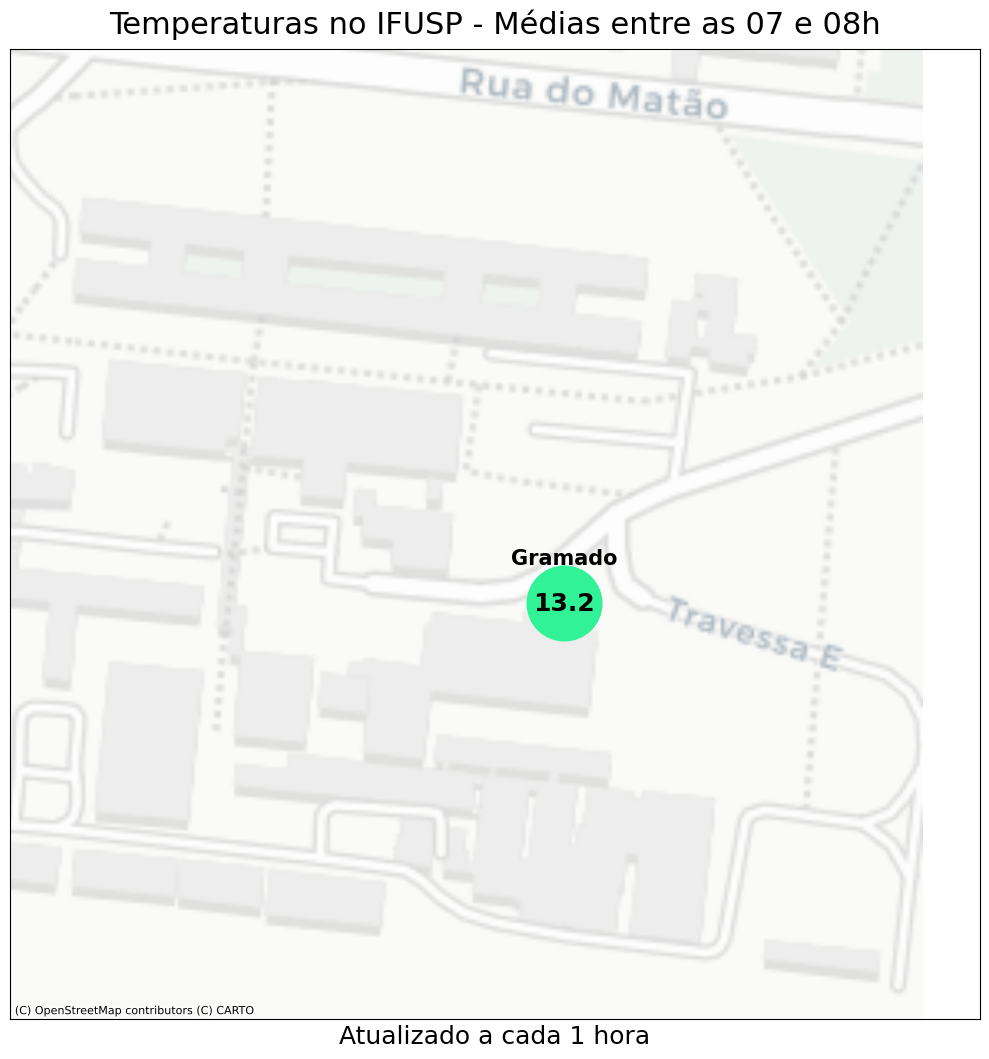 Temperaturas no IFUSP - Médias entre as 07 e 08h
Rua do Matão
Gramado
13.2
Travessa E
(C) OpenStreetMap contributors (C) CARTO
Atualizado a cada 1 hora